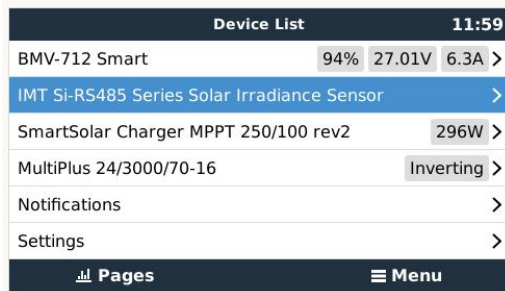 Device List 11:59
BMV-712 Smart 94% 27.01V 6.3A
IMT Si-RS485 Series Solar Irradiance Sensor
SmartSolar Charger MPPT 250/100 rev2 296W
MultiPlus 24/3000/70-16 Inverting
Notifications
Settings
Pages Menu